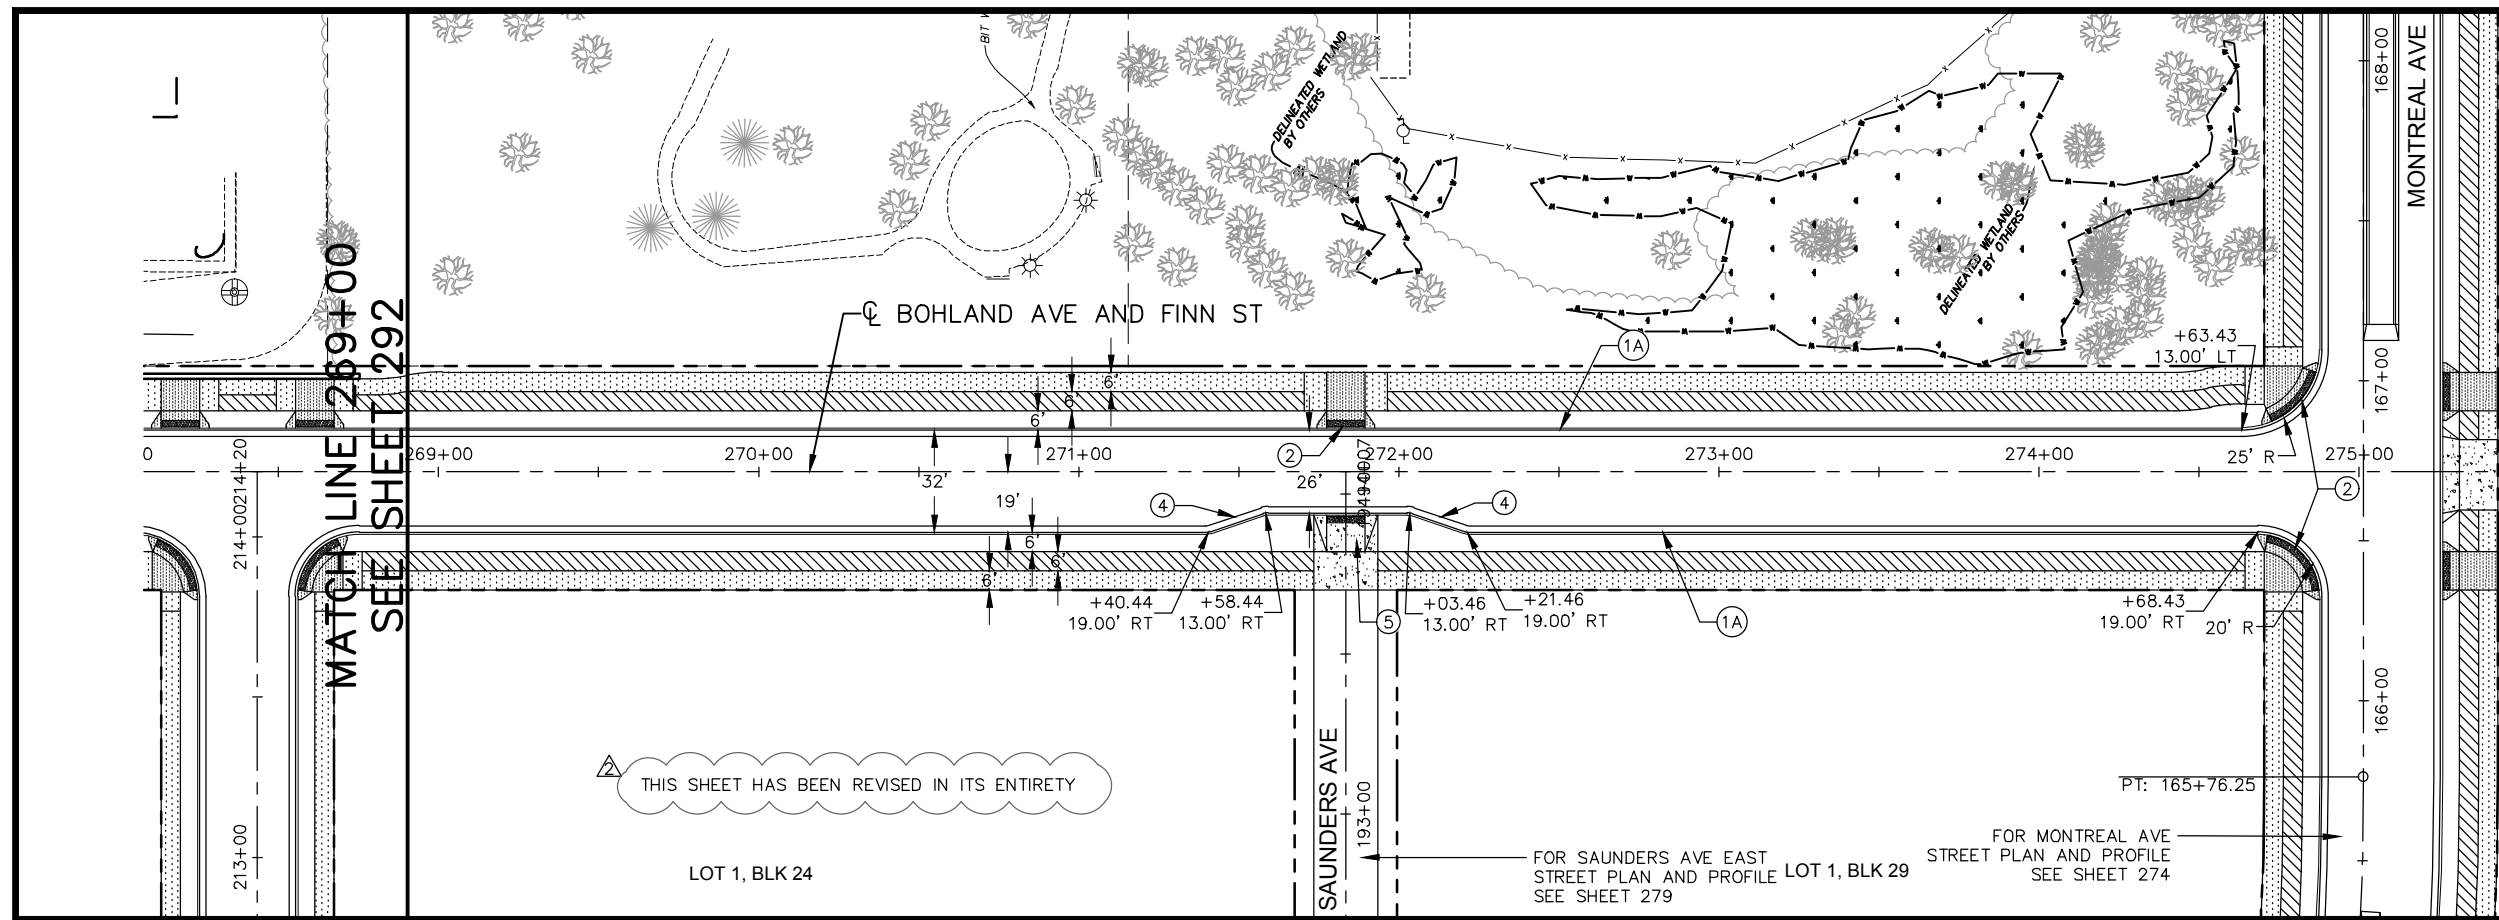 BIT
DELINEATED WETLAND
BY OTHERS
DELINEATED WETLAND
BY OTHERS
168+00
MONTREAL AVE
MATCH LINE 269+00
SEE SHEET 292
℄ BOHLAND AVE AND FINN ST
1A
+63.43
13.00' LT
167+00
6'
6'
6'
0
269+00
270+00
271+00
272+00
273+00
274+00
275+00
2
25' R
2
214+20
214+00
32'
19'
26'
4
4
6'
6'
6'
+40.44
19.00' RT
+58.44
13.00' RT
5
+03.46
13.00' RT
+21.46
19.00' RT
1A
+68.43
19.00' RT
20' R
166+00
2
THIS SHEET HAS BEEN REVISED IN ITS ENTIRETY
SAUNDERS AVE
193+00
PT: 165+76.25
213+00
LOT 1, BLK 24
FOR SAUNDERS AVE EAST
STREET PLAN AND PROFILE
SEE SHEET 279
LOT 1, BLK 29
FOR MONTREAL AVE
STREET PLAN AND PROFILE
SEE SHEET 274